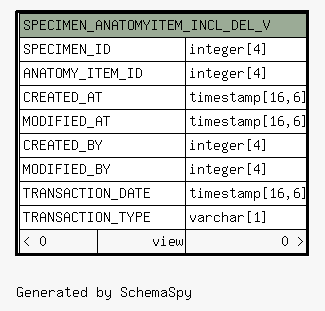 SPECIMEN_ANATOMYITEM_INCL_DEL_V
SPECIMEN_ID integer[4]
ANATOMY_ITEM_ID integer[4]
CREATED_AT timestamp[16,6]
MODIFIED_AT timestamp[16,6]
CREATED_BY integer[4]
MODIFIED_BY integer[4]
TRANSACTION_DATE timestamp[16,6]
TRANSACTION_TYPE varchar[1]
< 0 view 0 >
Generated by SchemaSpy